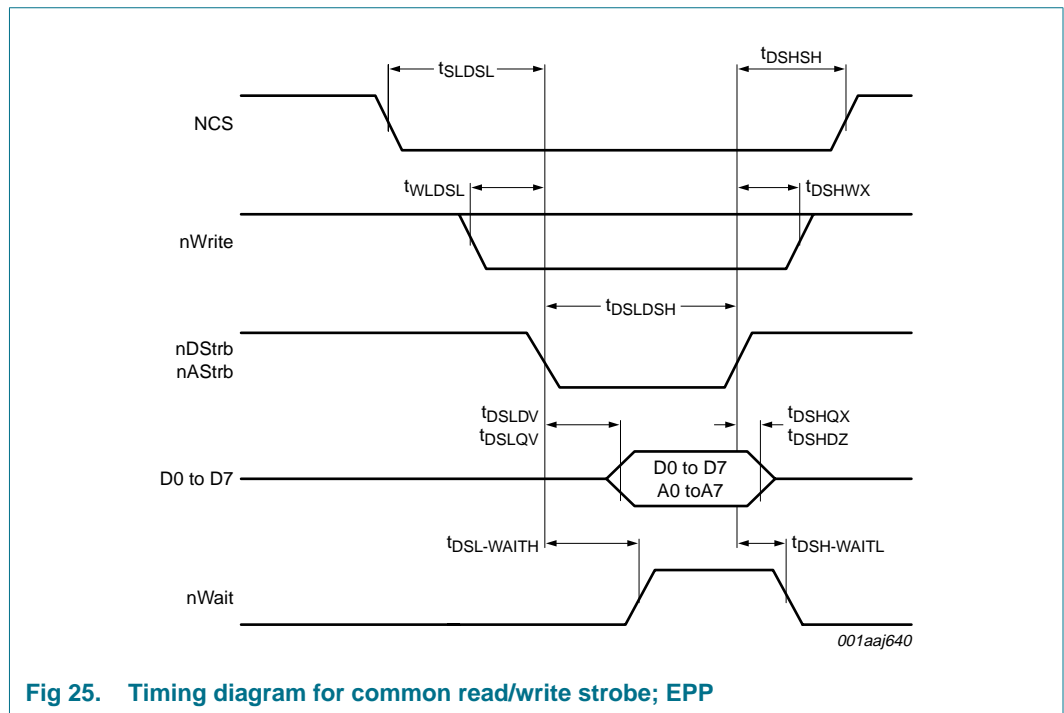 tSLDSL
tDSHSH
NCS
tWLDSL
tDSHWX
nWrite
tDSLDSH
nDStrb
nAStrb
tDSLDV
tDSLQV
tDSHQX
tDSHDZ
D0 to D7
D0 to D7
A0 toA7
tDSL-WAITH
tDSH-WAITL
nWait
001aaj640
Fig 25. Timing diagram for common read/write strobe; EPP